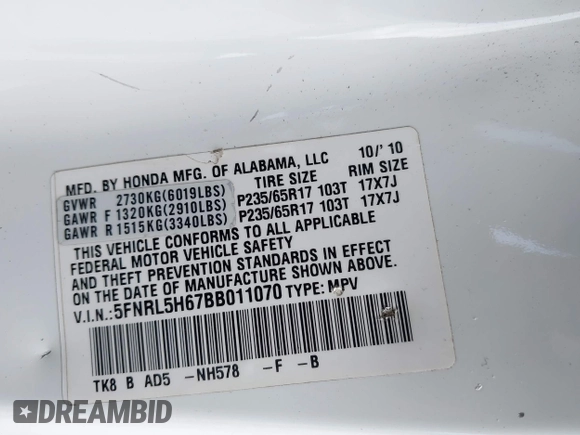 MFD. BY HONDA MFG. OF ALABAMA, LLC 10/'10
TIRE SIZE RIM SIZE
GVWR 2730KG(6019LBS)
GAWR F 1320KG(2910LBS) P235/65R17 103T 17X7J
GAWR R 1515KG(3340LBS) P235/65R17 103T 17X7J
THIS VEHICLE CONFORMS TO ALL APPLICABLE
FEDERAL MOTOR VEHICLE SAFETY
AND THEFT PREVENTION STANDARDS IN EFFECT
ON THE DATE OF MANUFACTURE SHOWN ABOVE.
V.I.N.:5FNRL5H67BB011070 TYPE: MPV
TK8 B AD5 -NH578 -F -B
DREAMBID